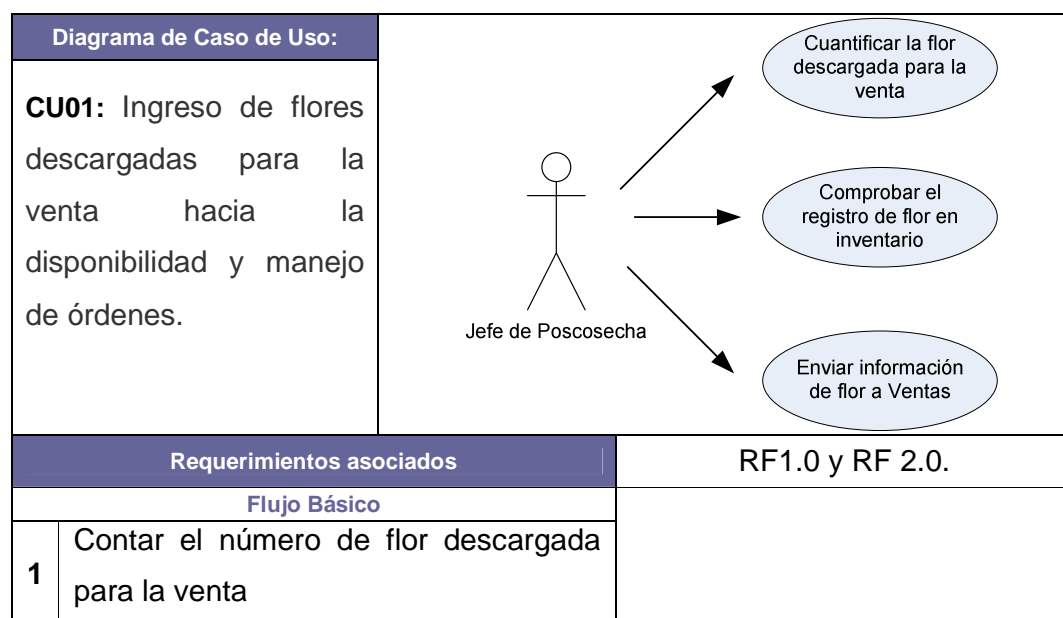 Diagrama de Caso de Uso:
CU01: Ingreso de flores
descargadas para la
venta hacia la
disponibilidad y manejo
de órdenes.
Cuantificar la flor
descargada para la
venta
Comprobar el
registro de flor en
inventario
Jefe de Poscosecha
Enviar información
de flor a Ventas
Requerimientos asociados
RF1.0 y RF 2.0.
Flujo Básico
1
Contar el número de flor descargada
para la venta